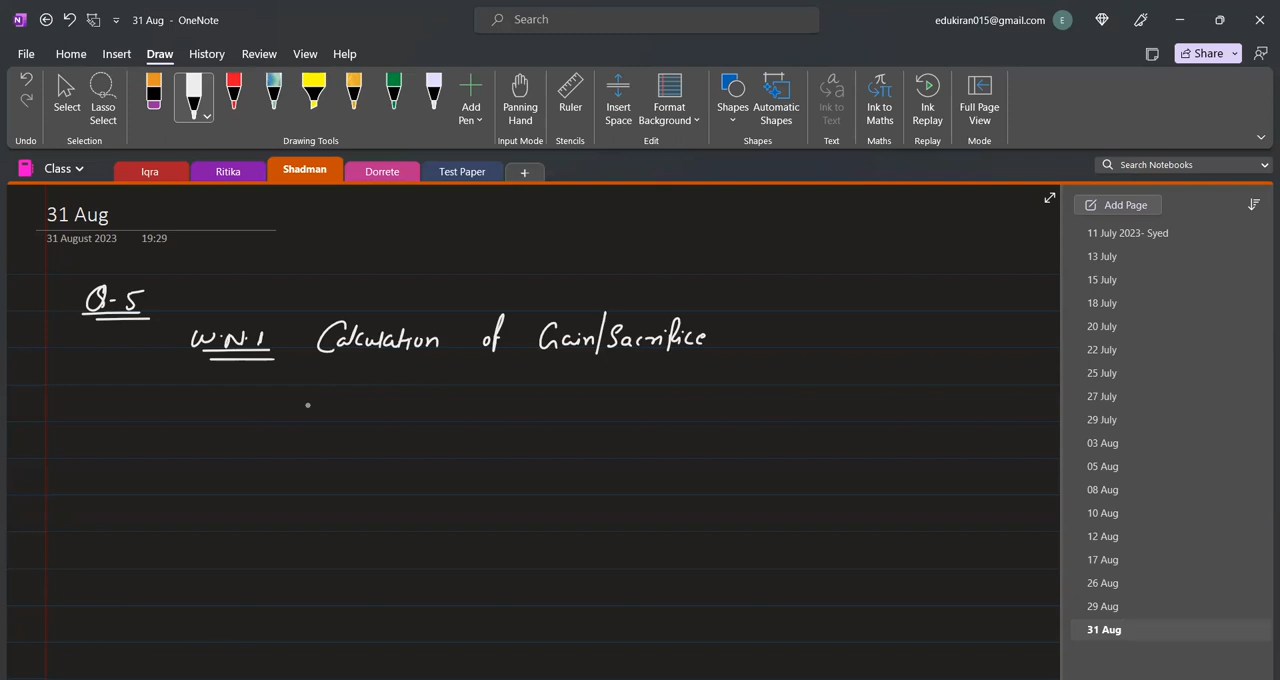 31 Aug - OneNote
Search
edukiran015@gmail.com
E
File Home Insert Draw History Review View Help
Share
Undo
Select
Lasso Select
Selection
Drawing Tools
Add Pen
Panning Hand
Input Mode
Ruler
Stencils
Insert Space
Format Background
Edit
Shapes
Automatic Shapes
Shapes
Ink to Text
Text
Ink to Maths
Maths
Ink Replay
Replay
Full Page View
Mode
Class
Iqra
Ritika
Shadman
Dorrete
Test Paper
+
Search Notebooks
31 Aug
31 August 2023 19:29
Q-5
W.N.1 Calculation of Gain/Sacrifice
Add Page
11 July 2023- Syed
13 July
15 July
18 July
20 July
22 July
25 July
27 July
29 July
03 Aug
05 Aug
08 Aug
10 Aug
12 Aug
17 Aug
26 Aug
29 Aug
31 Aug